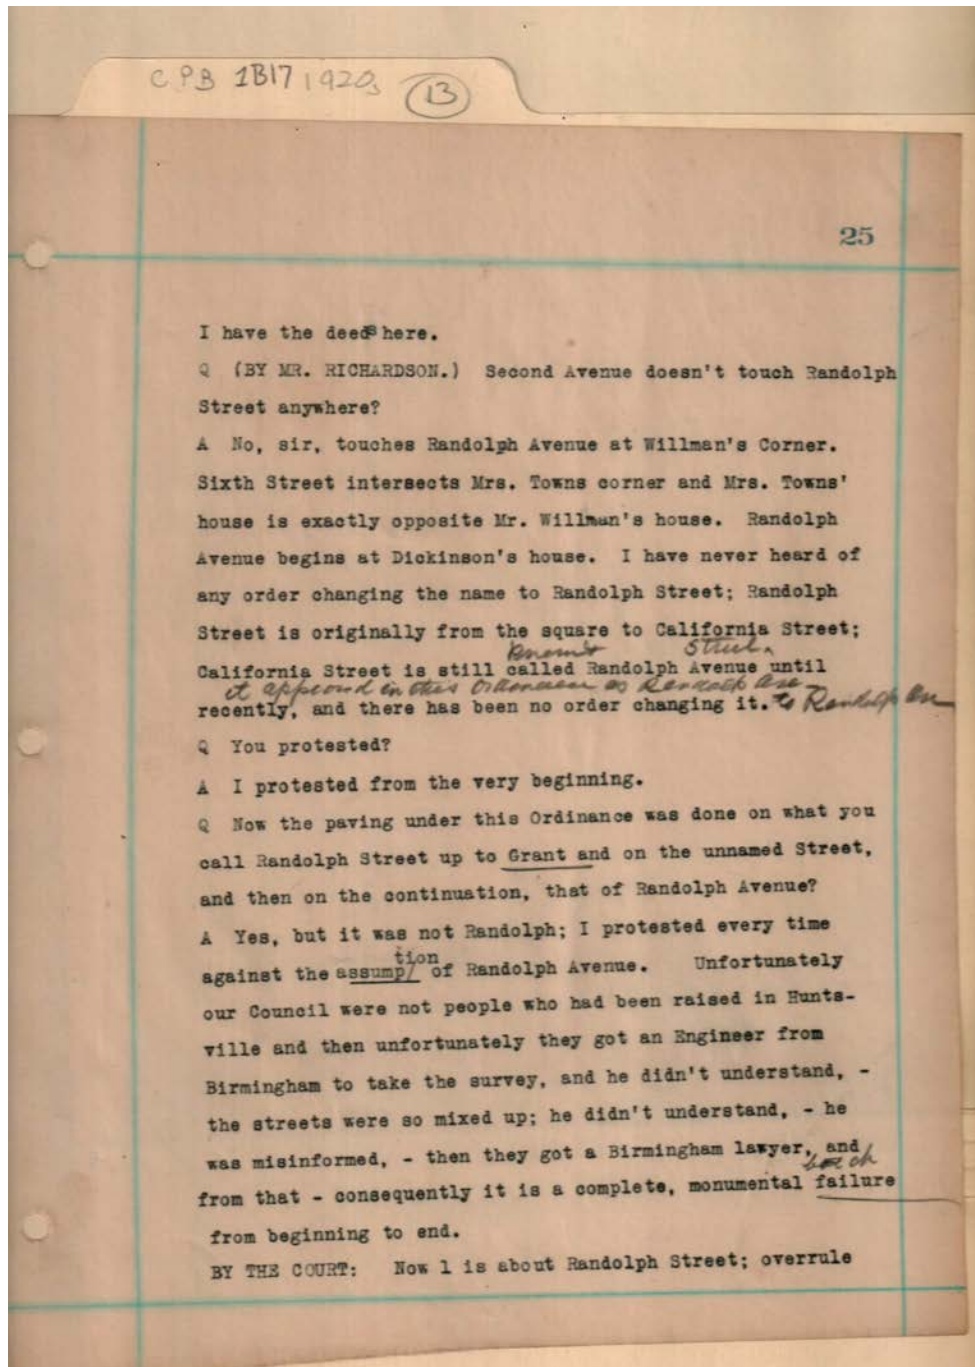 CPB 1B17 1920s 13
25
I have the deeds here.
Q (BY MR. RICHARDSON.) Second Avenue doesn't touch Randolph
Street anywhere?
A No, sir, touches Randolph Avenue at Willman's Corner.
Sixth Street intersects Mrs. Towns corner and Mrs. Towns'
house is exactly opposite Mr. Willman's house. Randolph
Avenue begins at Dickinson's house. I have never heard of
any order changing the name to Randolph Street; Randolph
Street is originally from the square to California Street;
Street
California Street is still called Randolph Avenue until
it appeared in this Ordinance as Randolph Ave
recently, and there has been no order changing it. to Randolph Ave
Q You protested?
A I protested from the very beginning.
Q Now the paving under this Ordinance was done on what you
call Randolph Street up to Grant and on the unnamed Street,
and then on the continuation, that of Randolph Avenue?
A Yes, but it was not Randolph; I protested every time
tion
against the assump/ of Randolph Avenue. Unfortunately
our Council were not people who had been raised in Hunts-
ville and then unfortunately they got an Engineer from
Birmingham to take the survey, and he didn't understand, -
the streets were so mixed up; he didn't understand, - he
was misinformed, - then they got a Birmingham lawyer, and
from that - consequently it is a complete, monumental failure
from beginning to end.
BY THE COURT: Now 1 is about Randolph Street; overrule